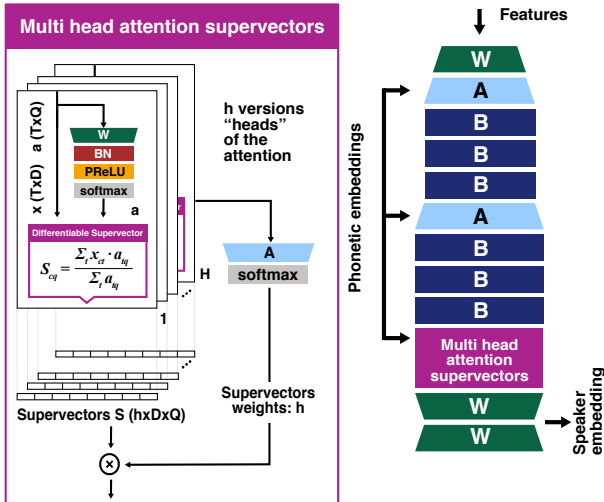 Multi head attention supervectors
a (TxQ)
x (TxD)
W
BN
PReLU
softmax
a
Differentiable Supervector
S_cq = Σ_t x_ct · a_tq / Σ_t a_tq
h versions
“heads”
of the
attention
H
1
A
softmax
Supervectors
weights: h
Supervectors S (hxDxQ)
×
Features
Phonetic embeddings
W
A
B
B
B
A
B
B
B
Multi head
attention
supervectors
W
W
Speaker
embedding